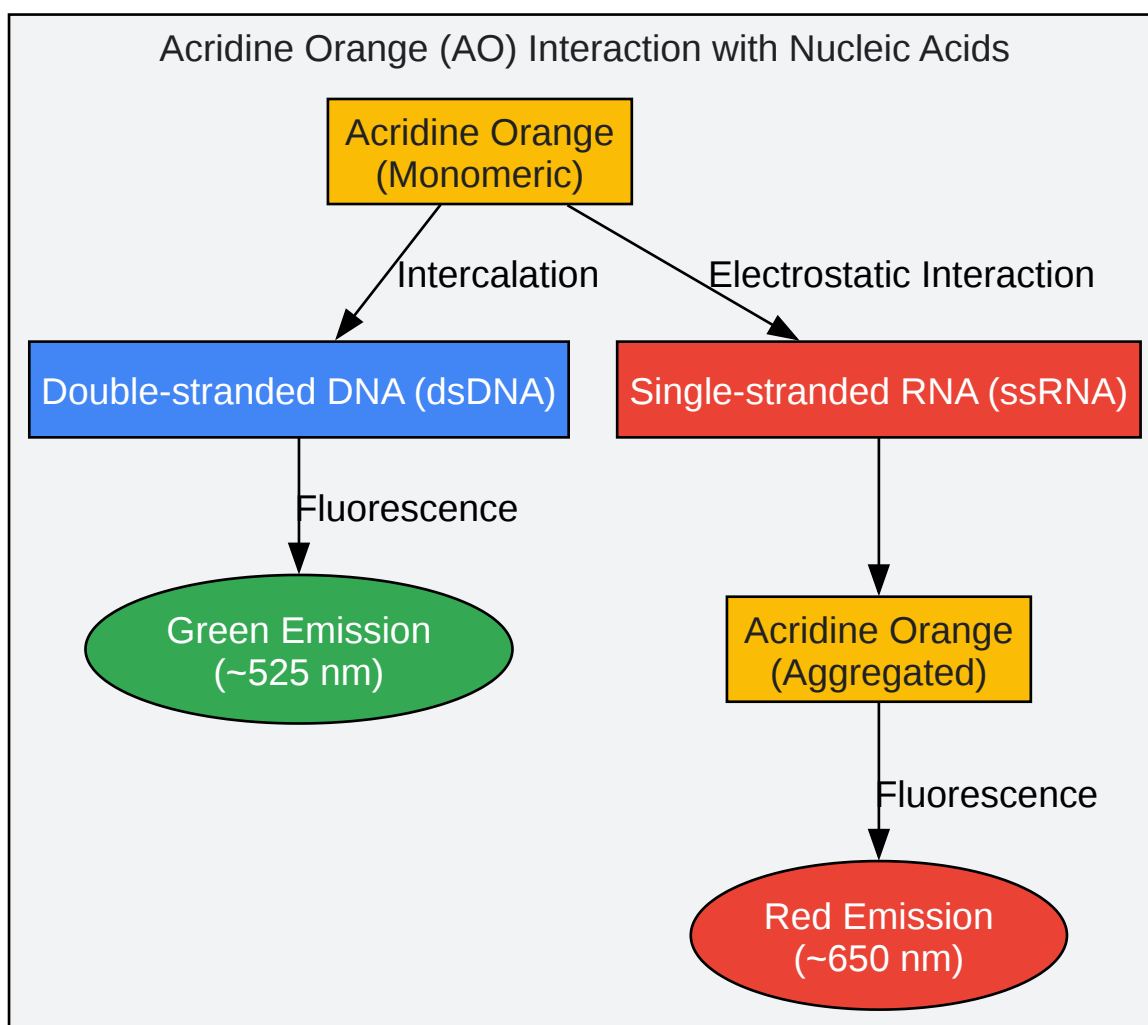 Acridine Orange (AO) Interaction with Nucleic Acids
Acridine Orange
(Monomeric)
Intercalation
Electrostatic Interaction
Double-stranded DNA (dsDNA)
Single-stranded RNA (ssRNA)
Fluorescence
Green Emission
(~525 nm)
Acridine Orange
(Aggregated)
Fluorescence
Red Emission
(~650 nm)